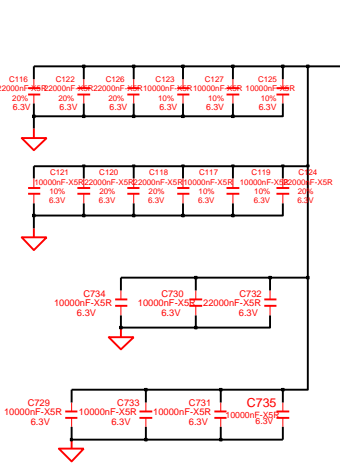 C116 C122 C126 C123 C127 C125
22000nF-X5R 22000nF-X5R 22000nF-X5R 10000nF-X5R 10000nF-X5R 10000nF-X5R
20% 20% 20% 10% 10% 10%
6.3V 6.3V 6.3V 6.3V 6.3V 6.3V
C121 C120 C118 C117 C119 C124
10000nF-X5R 22000nF-X5R 22000nF-X5R 10000nF-X5R 10000nF-X5R 22000nF-X5R
10% 20% 20% 10% 10% 20%
6.3V 6.3V 6.3V 6.3V 6.3V 6.3V
C734 C730 C732
10000nF-X5R 10000nF-X5R 22000nF-X5R
6.3V 6.3V 6.3V
C729 C733 C731 C735
10000nF-X5R 10000nF-X5R 10000nF-X5R 10000nF-X5R
6.3V 6.3V 6.3V 6.3V